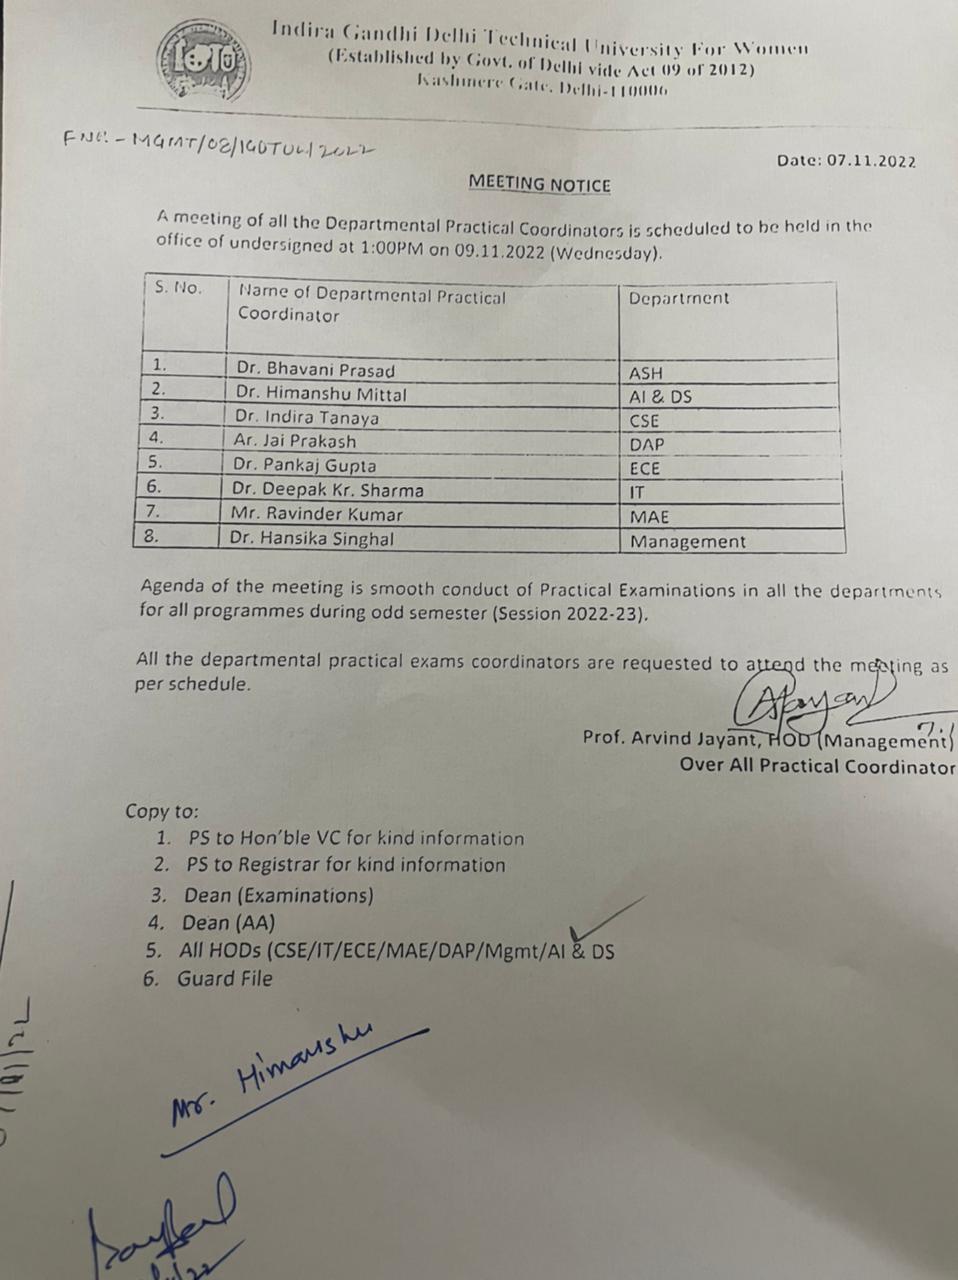 Indira Gandhi Delhi Technical University For Women
(Established by Govt. of Delhi vide Act 09 of 2012)
Kashmere Gate, Delhi-110006
F.No. - MGMT/08/IGDTUW/2022
Date: 07.11.2022
MEETING NOTICE
A meeting of all the Departmental Practical Coordinators is scheduled to be held in the
office of undersigned at 1:00PM on 09.11.2022 (Wednesday).
S. No. Name of Departmental Practical Department
Coordinator
1. Dr. Bhavani Prasad ASH
2. Dr. Himanshu Mittal AI & DS
3. Dr. Indira Tanaya CSE
4. Ar. Jai Prakash DAP
5. Dr. Pankaj Gupta ECE
6. Dr. Deepak Kr. Sharma IT
7. Mr. Ravinder Kumar MAE
8. Dr. Hansika Singhal Management
Agenda of the meeting is smooth conduct of Practical Examinations in all the departments
for all programmes during odd semester (Session 2022-23).
All the departmental practical exams coordinators are requested to attend the meeting as
per schedule.
Prof. Arvind Jayant, HOD (Management)
Over All Practical Coordinator
Copy to:
1. PS to Hon'ble VC for kind information
2. PS to Registrar for kind information
3. Dean (Examinations)
4. Dean (AA)
5. All HODs (CSE/IT/ECE/MAE/DAP/Mgmt/AI & DS
6. Guard File
Mr. Himanshu